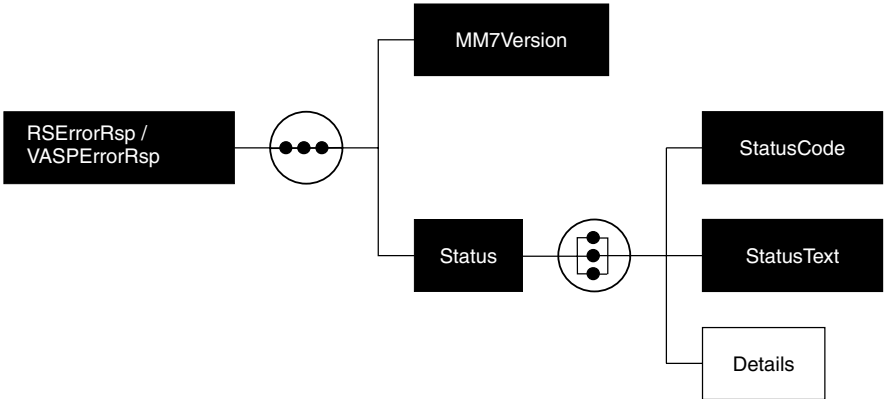 MM7Version
RSErrorRsp /
VASPErrorRsp
StatusCode
Status
StatusText
Details